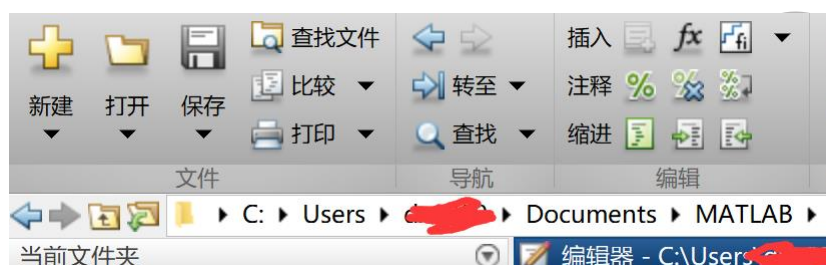 新建 打开 保存 查找文件 比较 打印
转至 查找
插入 fx fi
注释 % %
缩进
文件 导航 编辑
C: Users Documents MATLAB
当前文件夹 编辑器 - C:\Users\